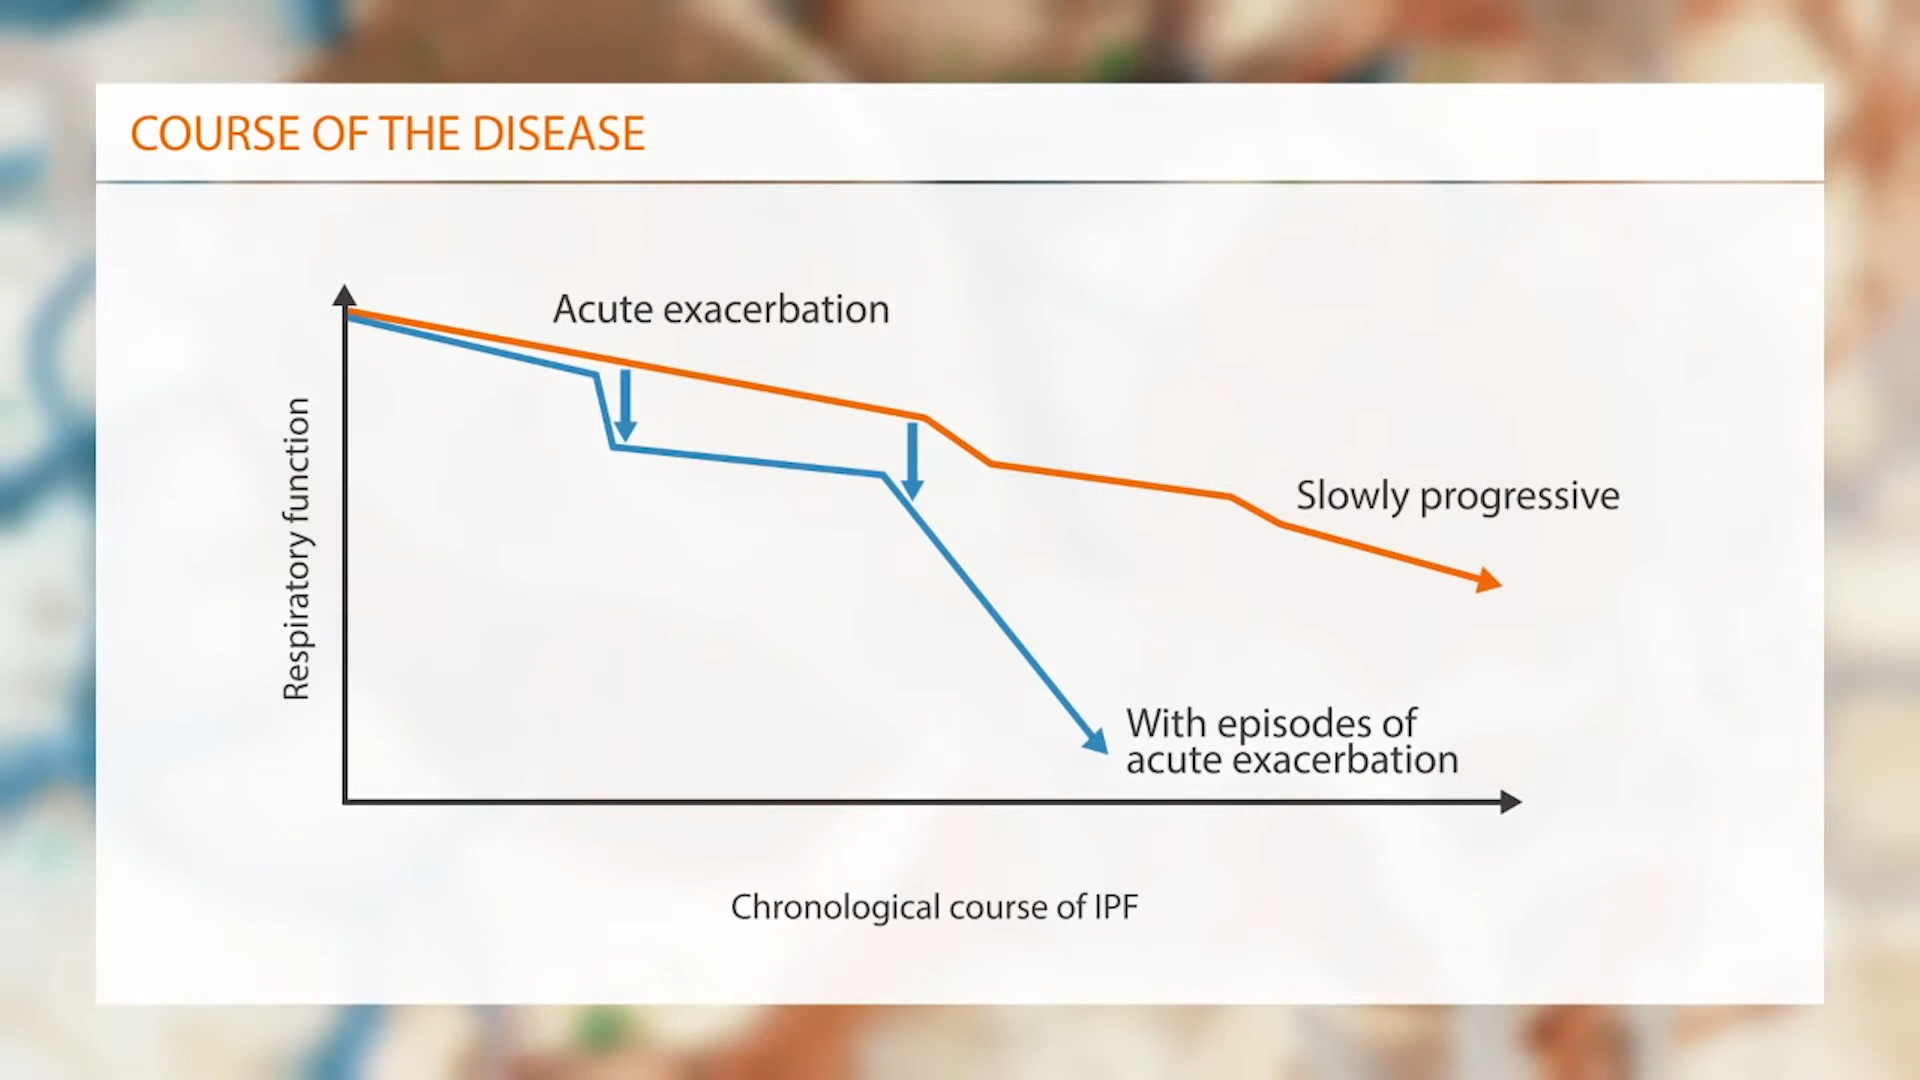 COURSE OF THE DISEASE
Acute exacerbation
Respiratory function
Slowly progressive
With episodes of
acute exacerbation
Chronological course of IPF